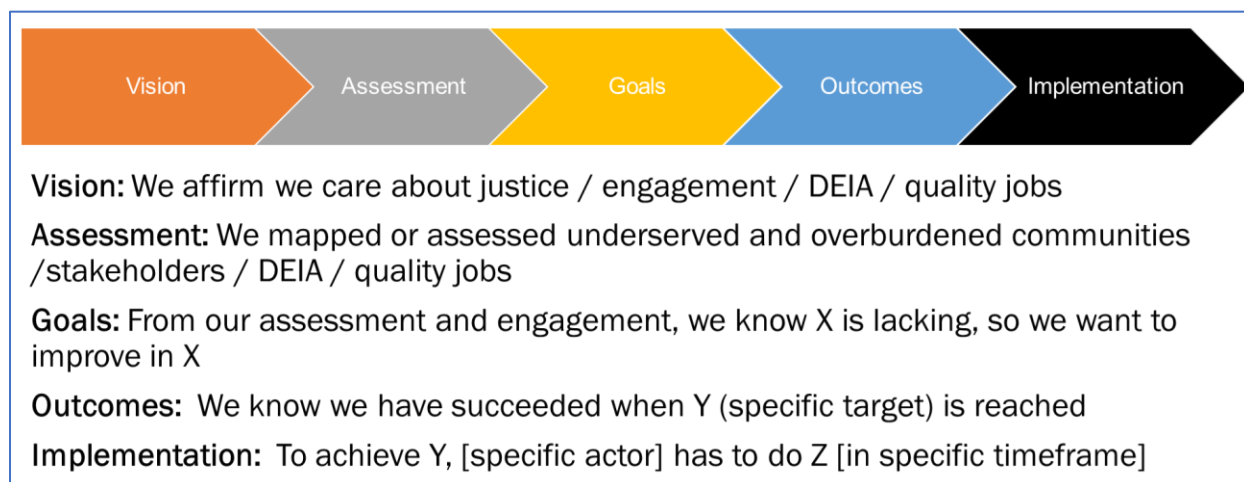 Vision
Assessment
Goals
Outcomes
Implementation
Vision: We affirm we care about justice / engagement / DEIA / quality jobs
Assessment: We mapped or assessed underserved and overburdened communities
/stakeholders / DEIA / quality jobs
Goals: From our assessment and engagement, we know X is lacking, so we want to
improve in X
Outcomes:  We know we have succeeded when Y (specific target) is reached
Implementation:  To achieve Y, [specific actor] has to do Z [in specific timeframe]